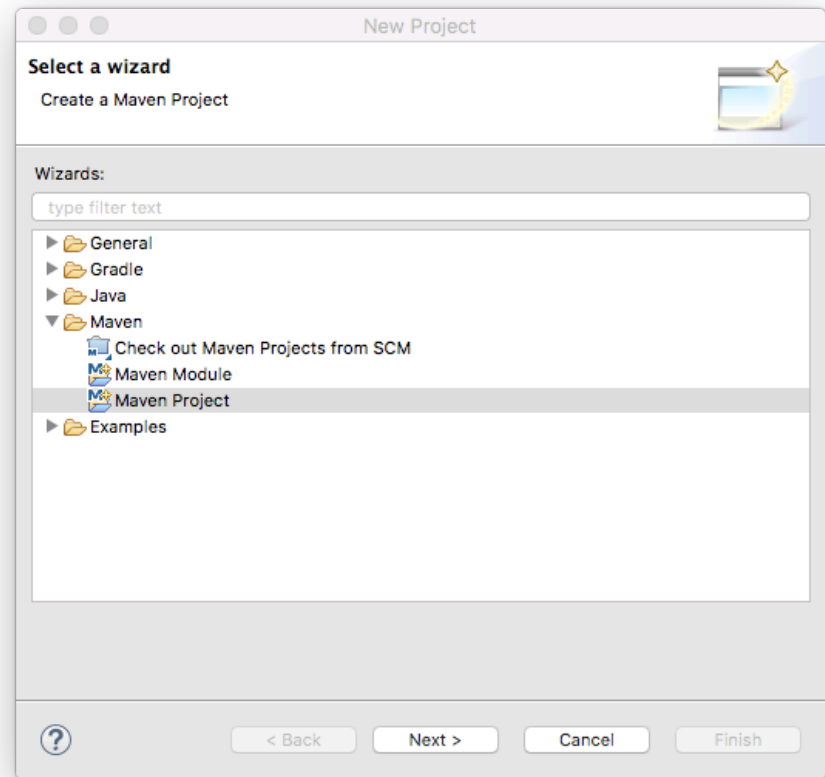 New Project
Select a wizard
Create a Maven Project
Wizards:
type filter text
General
Gradle
Java
Maven
Check out Maven Projects from SCM
Maven Module
Maven Project
Examples
?
< Back
Next >
Cancel
Finish